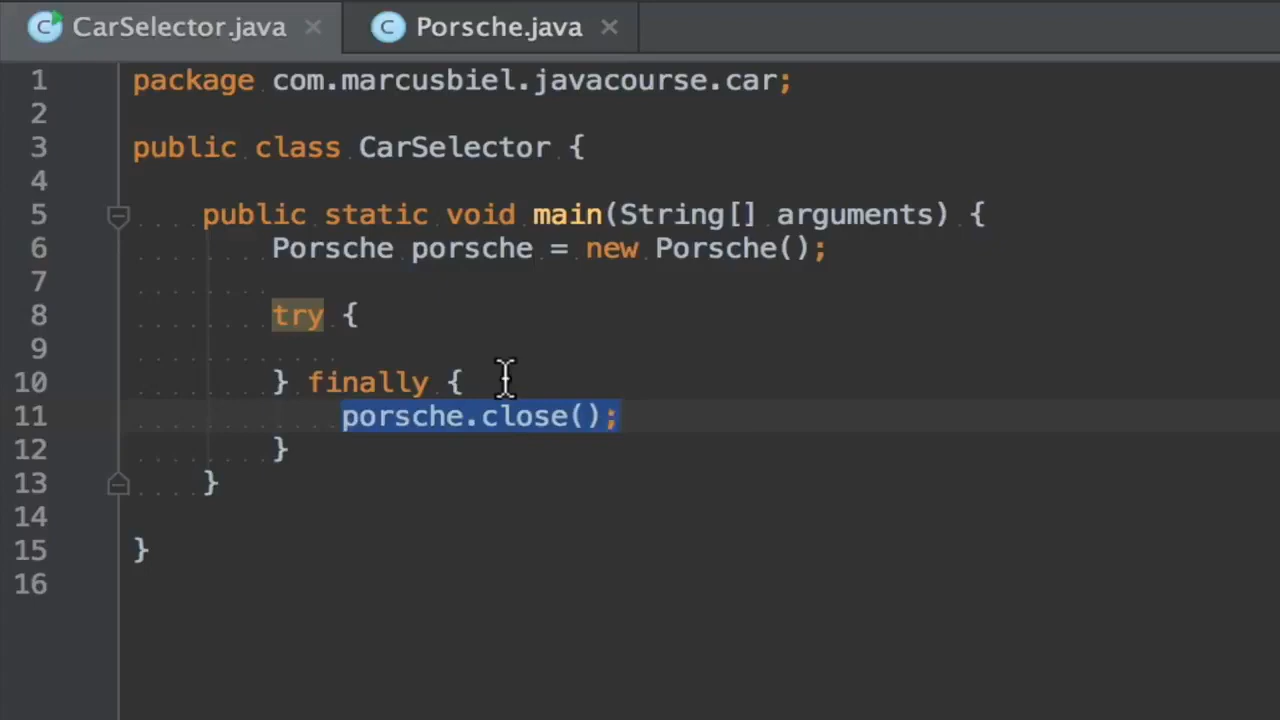 CarSelector.java Porsche.java
1 package com.marcusbiel.javacourse.car;
2
3 public class CarSelector {
4
5 public static void main(String[] arguments) {
6 Porsche porsche = new Porsche();
7
8 try {
9
10 } finally {
11 porsche.close();
12 }
13 }
14
15 }
16